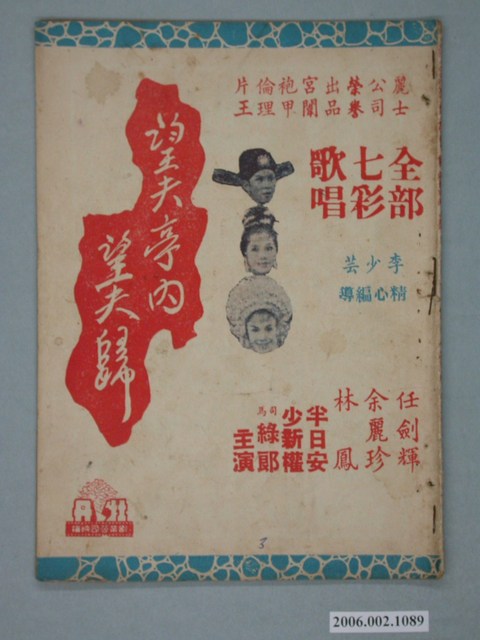 麗士公司榮譽出品宮闈袍甲倫理片王
全部七彩歌唱
李少芸
精心編導
任劍輝
余麗珍
林鳳
半日安
少新權
司馬綠郎
主演
望夫亭內望夫歸
3
2006.002.1089